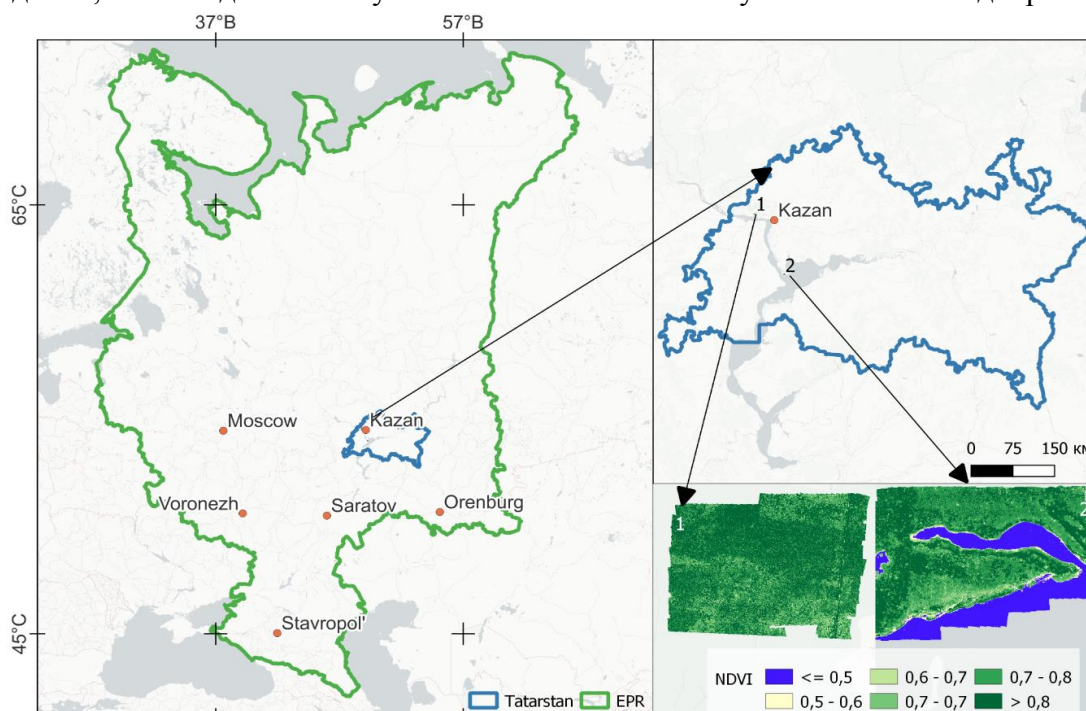 37°В 57°В
65°С
45°С
Moscow
Kazan
Voronezh
Saratov
Orenburg
Stavropol'
Tatarstan EPR
1
Kazan
2
0 75 150 км
1
2
NDVI <= 0,5 0,6 - 0,7 0,7 - 0,8
0,5 - 0,6 0,7 - 0,7 > 0,8